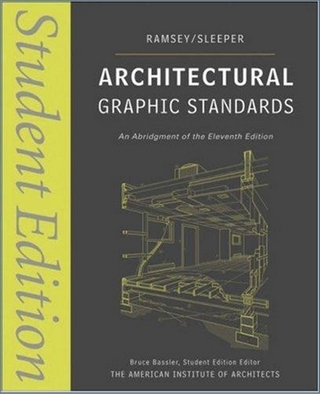 Student Edition
RAMSEY/SLEEPER
ARCHITECTURAL
GRAPHIC STANDARDS
An Abridgment of the Eleventh Edition
Bruce Bassler, Student Edition Editor
THE AMERICAN INSTITUTE OF ARCHITECTS